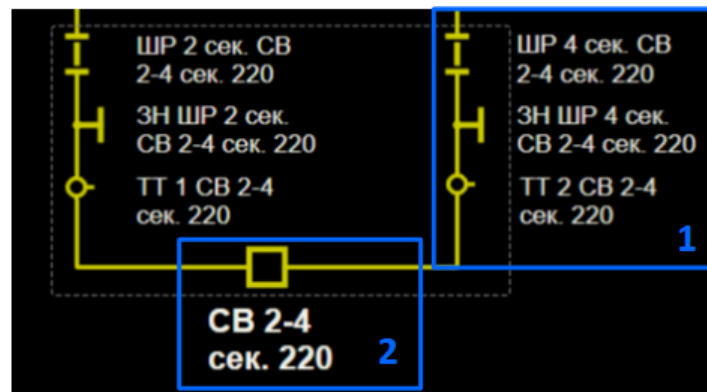 ШР 2 сек. СВ
2-4 сек. 220
ЗН ШР 2 сек.
СВ 2-4 сек. 220
ТТ 1 СВ 2-4
сек. 220
ШР 4 сек. СВ
2-4 сек. 220
ЗН ШР 4 сек.
СВ 2-4 сек. 220
ТТ 2 СВ 2-4
сек. 220
1
СВ 2-4
сек. 220
2